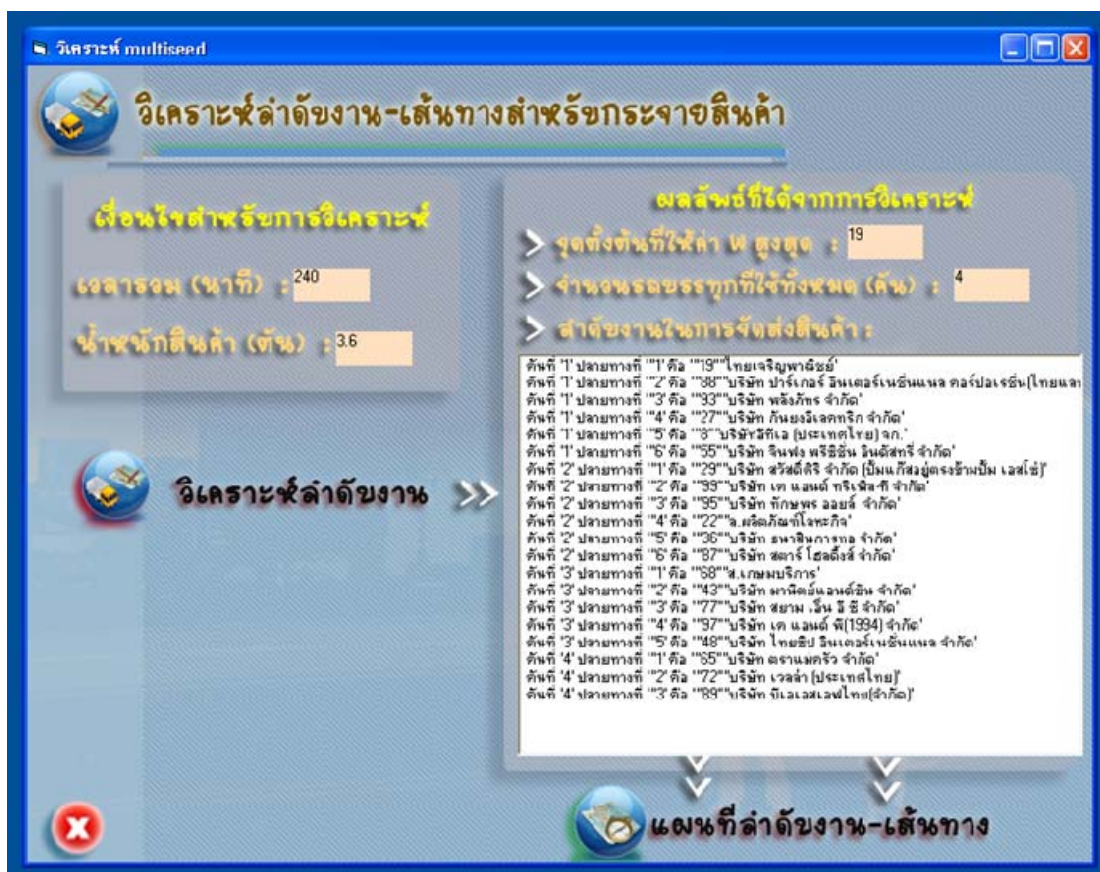 วิเคราะห์ multiseed
วิเคราะห์ลำดับงาน-เส้นทางสำหรับกระจายสินค้า
เงื่อนไขสำหรับการวิเคราะห์
เวลารวม (นาที) : 240
น้ำหนักสินค้า (ตัน) : 3.6
วิเคราะห์ลำดับงาน
ผลลัพธ์ที่ได้จากการวิเคราะห์
จุดตั้งต้นที่ให้ค่า W สูงสุด : 19
จำนวนรถบรรทุกที่ใช้ทั้งหมด (คัน) : 4
ลำดับงานในการจัดส่งสินค้า :
คันที่ '1' ปลายทางที่ '"1' คือ '"19"'ไทยเจริญพาณิชย์'
คันที่ '1' ปลายทางที่ '"2' คือ '"88"'บริษัท ปาร์เกอร์ อินเตอร์เนชั่นแนล คอร์ปอเรชั่น(ไทยแลา
คันที่ '1' ปลายทางที่ '"3' คือ '"93"'บริษัท พลังภัทร จำกัด'
คันที่ '1' ปลายทางที่ '"4' คือ '"27"'บริษัท กันยงอิเลคทริก จำกัด'
คันที่ '1' ปลายทางที่ '"5' คือ (ประเทศไทย) จก.'
คันที่ '1' ปลายทางที่ '"6' คือ '"55"'บริษัท จินฟง พรีซิชั่น อินดัสทรี่ จำกัด'
คันที่ '2' ปลายทางที่ '"1' คือ '"29"'บริษัท สวัสดิ์ศิริ จำกัด (ปั๊มแก๊สอยู่ตรงข้ามปั๊ม เอสโซ่)'
คันที่ '2' ปลายทางที่ '"2' คือ '"99"'บริษัท เค แอนด์ ทริเพิล-ที จำกัด'
คันที่ '2' ปลายทางที่ '"3' คือ '"95"'บริษัท ทักษพร ออยล์ จำกัด'
คันที่ '2' ปลายทางที่ '"4' คือ '"22"'อ.ผลิตภัณฑ์โลหะกิจ'
คันที่ '2' ปลายทางที่ '"5' คือ '"36"'บริษัท จำกัด'
คันที่ '2' ปลายทางที่ '"6' คือ '"87"'บริษัท สตาร์ โฮลดิ้งส์ จำกัด'
คันที่ '3' ปลายทางที่ '"1' คือ '"68"'ส.เกษมบริการ'
คันที่ '3' ปลายทางที่ '"2' คือ '"43"'บริษัท จำกัด'
คันที่ '3' ปลายทางที่ '"3' คือ '"77"'บริษัท สยาม เอ็น อี ซี จำกัด'
คันที่ '3' ปลายทางที่ '"4' คือ '"97"'บริษัท เค แอนด์ พี(1994) จำกัด'
คันที่ '3' ปลายทางที่ '"5' คือ '"48"'บริษัท ไทยชิป อินเตอร์เนชั่นแนล จำกัด'
คันที่ '4' ปลายทางที่ '"1' คือ '"65"'บริษัท ตราแมครัว จำกัด'
คันที่ '4' ปลายทางที่ '"2' คือ '"72"'บริษัท เวลล่า (ประเทศไทย)'
คันที่ '4' ปลายทางที่ '"3' คือ '"89"'บริษัท บีเอเอสเอฟไทย(จำกัด)'
แผนที่ลำดับงาน-เส้นทาง